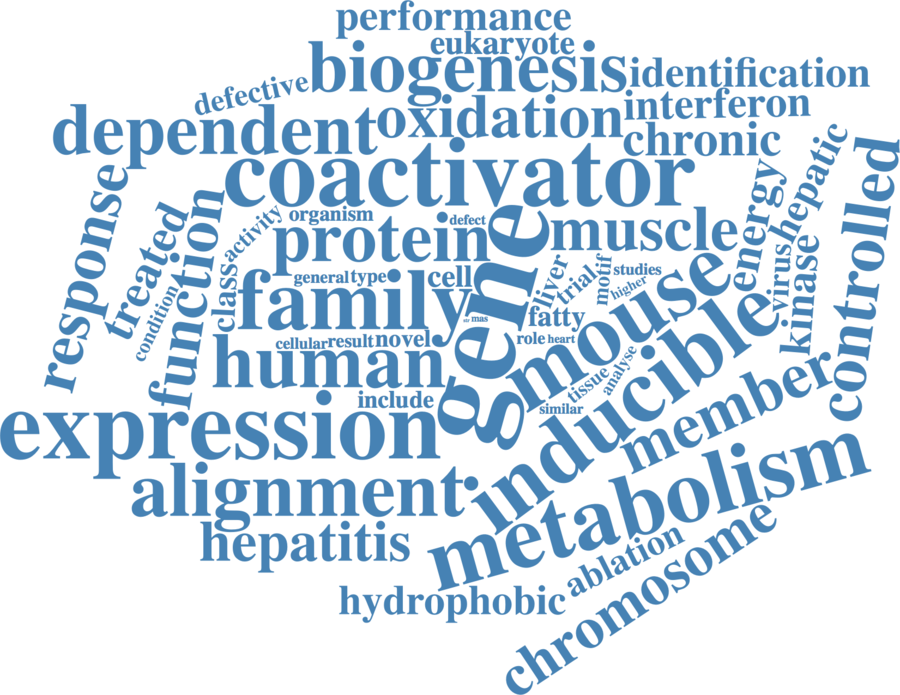 performance
eukaryote
biogenesis
identification
defective
interferon
dependent
oxidation
chronic
coactivator
hepatic
controlled
response
treated
function
activity
organism
defect
protein
gene
muscle
energy
virus
kinase
class
condition
general
type
cell
family
liver
trial
motif
studies
higher
str
mas
fatty
mouse
cellular
result
novel
role
heart
human
include
similar
tissue
analyse
inducible
member
expression
alignment
metabolism
hepatitis
ablation
chromosome
hydrophobic